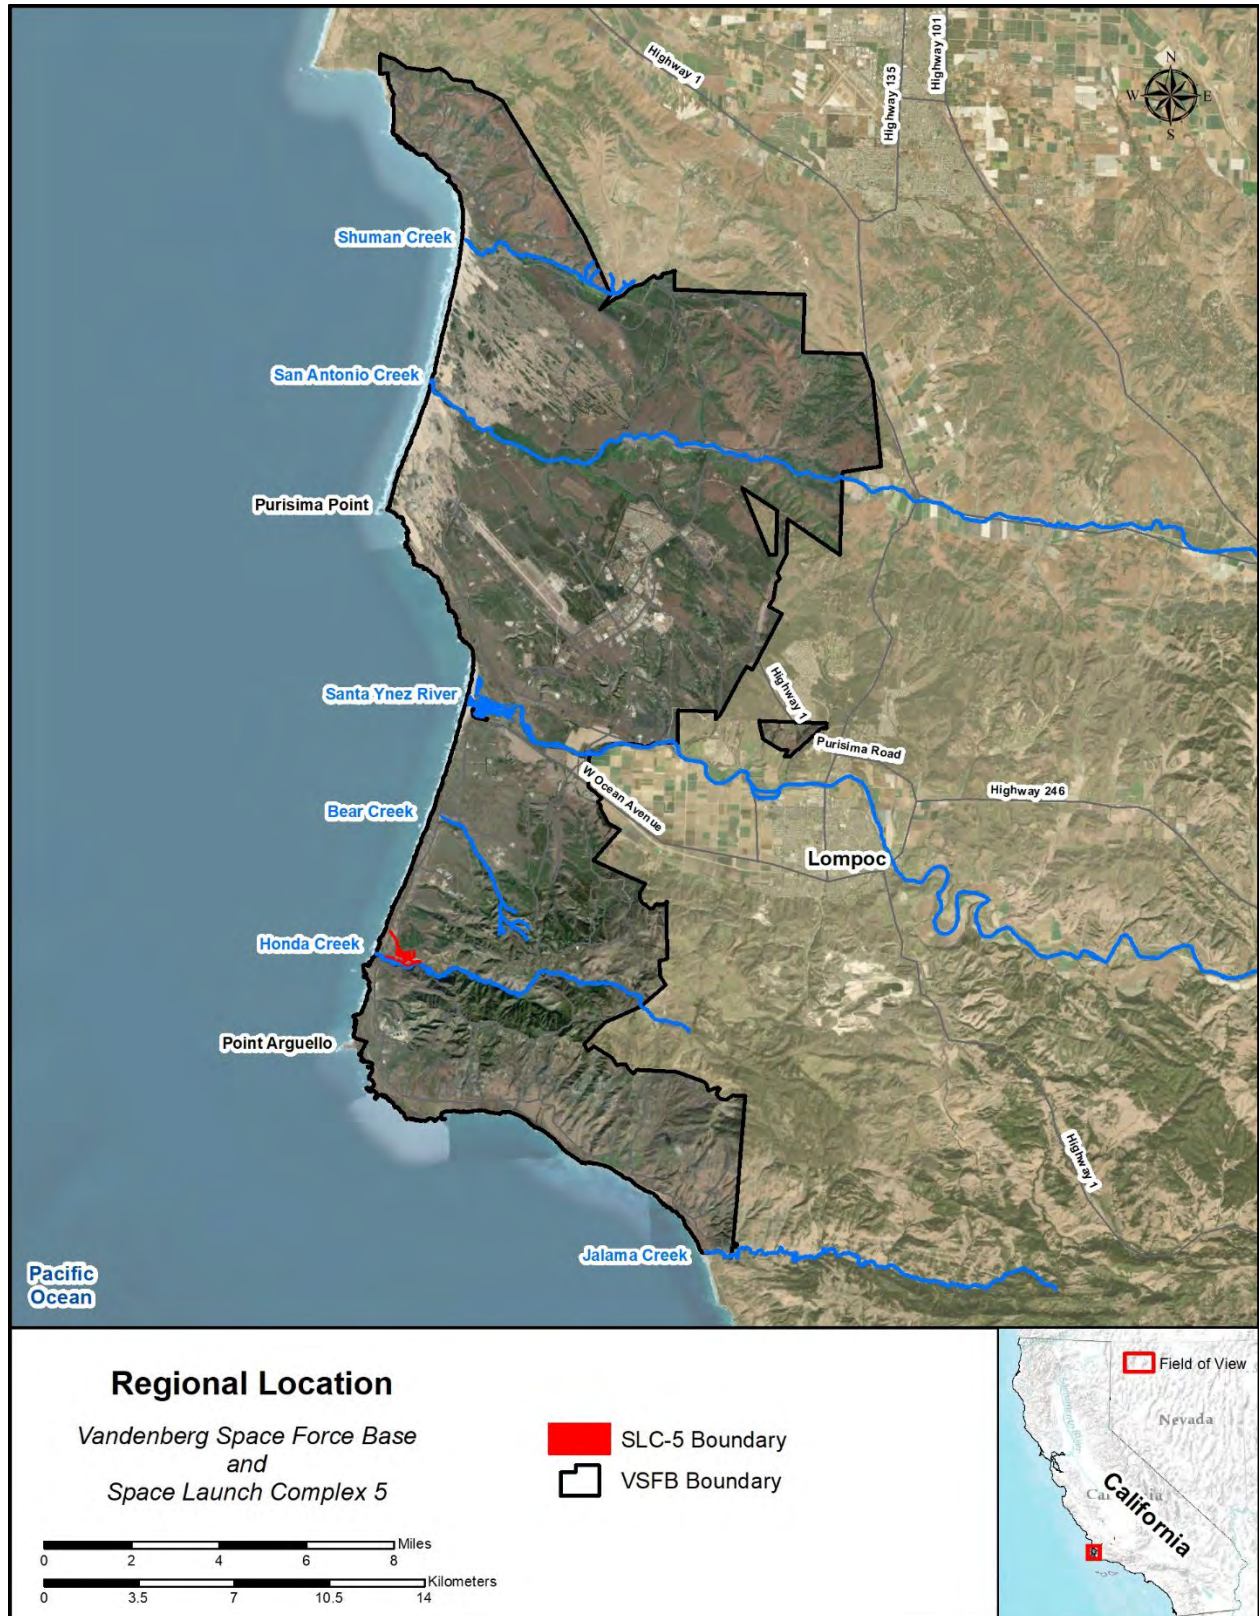 Highway 1
Highway 135
Highway 101
N
W
E
S
Shuman Creek
San Antonio Creek
Purisima Point
Santa Ynez River
Highway 1
Purisima Road
W Ocean Avenue
Highway 246
Bear Creek
Lompoc
Honda Creek
Point Arguello
Highway 1
Jalama Creek
Pacific
Ocean
Regional Location
Vandenberg Space Force Base
and
Space Launch Complex 5
SLC-5 Boundary
VSFB Boundary
Miles
0 2 4 6 8
Kilometers
0 3.5 7 10.5 14
Field of View
Nevada
California